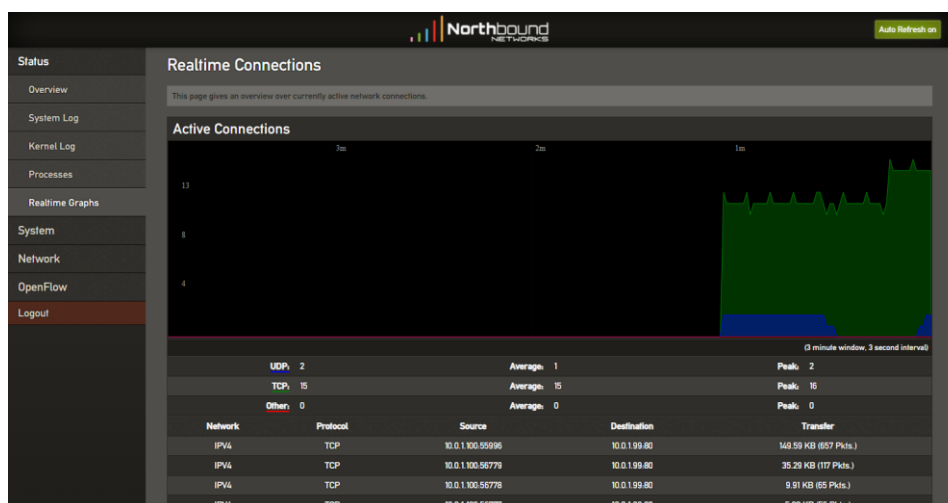 Northbound
NETWORKS
Auto Refresh on
Status
Overview
System Log
Kernel Log
Processes
Realtime Graphs
System
Network
OpenFlow
Logout
Realtime Connections
This page gives an overview over currently active network connections.
Active Connections
3m 2m 1m
13
8
4
(3 minute window, 3 second interval)
UDP: 2 Average: 1 Peak: 2
TCP: 15 Average: 15 Peak: 16
Other: 0 Average: 0 Peak: 0
Network Protocol Source Destination Transfer
IPV4 TCP 10.0.1.100:55996 10.0.1.99:80 149.59 KB (657 Pkts.)
IPV4 TCP 10.0.1.100:56779 10.0.1.99:80 35.29 KB (117 Pkts.)
IPV4 TCP 10.0.1.100:56778 10.0.1.99:80 9.91 KB (65 Pkts.)